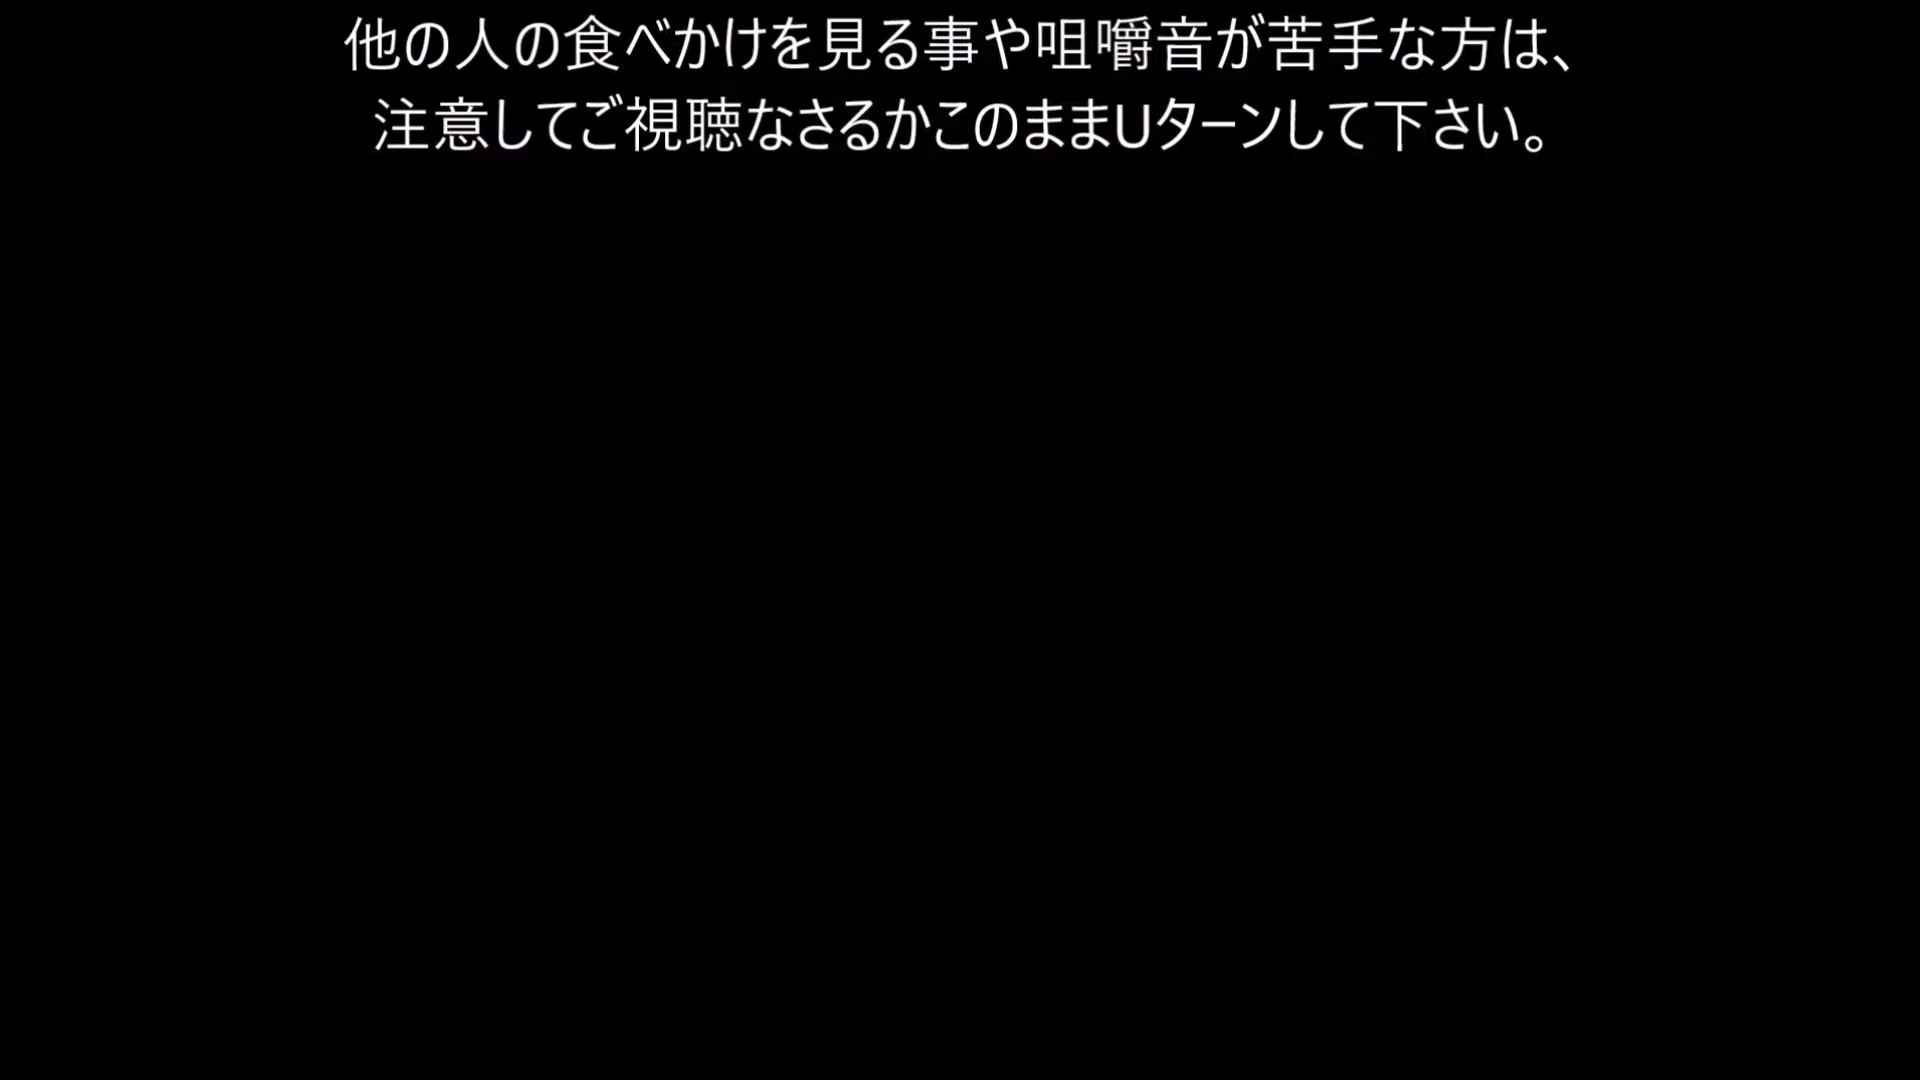 他の人の食べかけを見る事や咀嚼音が苦手な方は、
注意してご視聴なさるかこのままUターンして下さい。